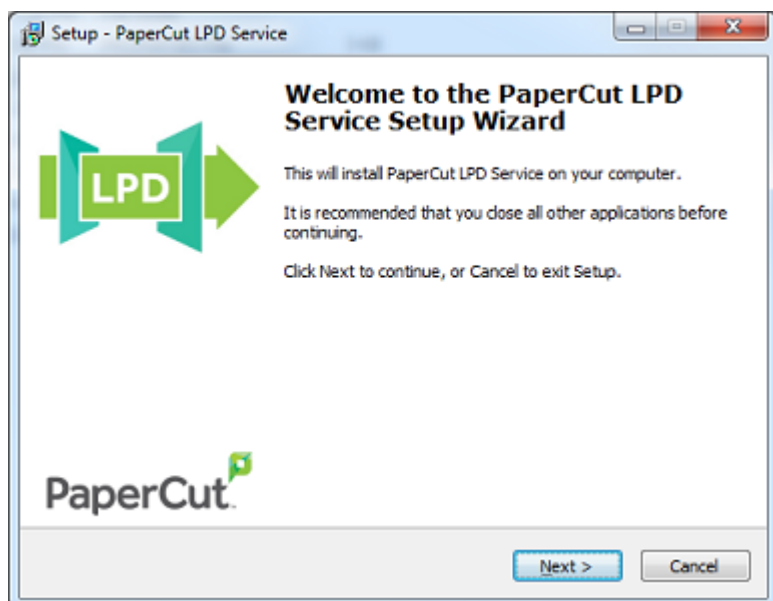 Setup - PaperCut LPD Service
Welcome to the PaperCut LPD
Service Setup Wizard
This will install PaperCut LPD Service on your computer.
It is recommended that you close all other applications before
continuing.
Click Next to continue, or Cancel to exit Setup.
LPD
PaperCut
Next >
Cancel